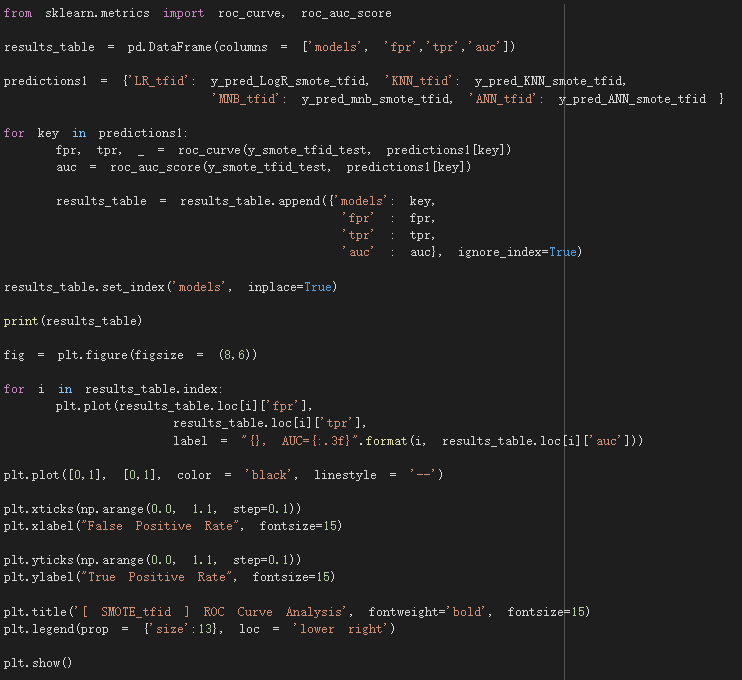 from sklearn.metrics import roc_curve, roc_auc_score
results_table = pd.DataFrame(columns = ['models', 'fpr','tpr','auc'])
predictions1 = {'LR_tfid': y_pred_LogR_smote_tfid, 'KNN_tfid': y_pred_KNN_smote_tfid,
'MNB_tfid': y_pred_mnb_smote_tfid, 'ANN_tfid': y_pred_ANN_smote_tfid }
for key in predictions1:
fpr, tpr, _ = roc_curve(y_smote_tfid_test, predictions1[key])
auc = roc_auc_score(y_smote_tfid_test, predictions1[key])
results_table = results_table.append({'models': key,
'fpr' : fpr,
'tpr' : tpr,
'auc' : auc}, ignore_index=True)
results_table.set_index('models', inplace=True)
print(results_table)
fig = plt.figure(figsize = (8,6))
for i in results_table.index:
plt.plot(results_table.loc[i]['fpr'],
results_table.loc[i]['tpr'],
label = "{}, AUC={:.3f}".format(i, results_table.loc[i]['auc']))
plt.plot([0,1], [0,1], color = 'black', linestyle = '--')
plt.xticks(np.arange(0.0, 1.1, step=0.1))
plt.xlabel("False Positive Rate", fontsize=15)
plt.yticks(np.arange(0.0, 1.1, step=0.1))
plt.ylabel("True Positive Rate", fontsize=15)
plt.title('[ SMOTE_tfid ] ROC Curve Analysis', fontweight='bold', fontsize=15)
plt.legend(prop = {'size':13}, loc = 'lower right')
plt.show()